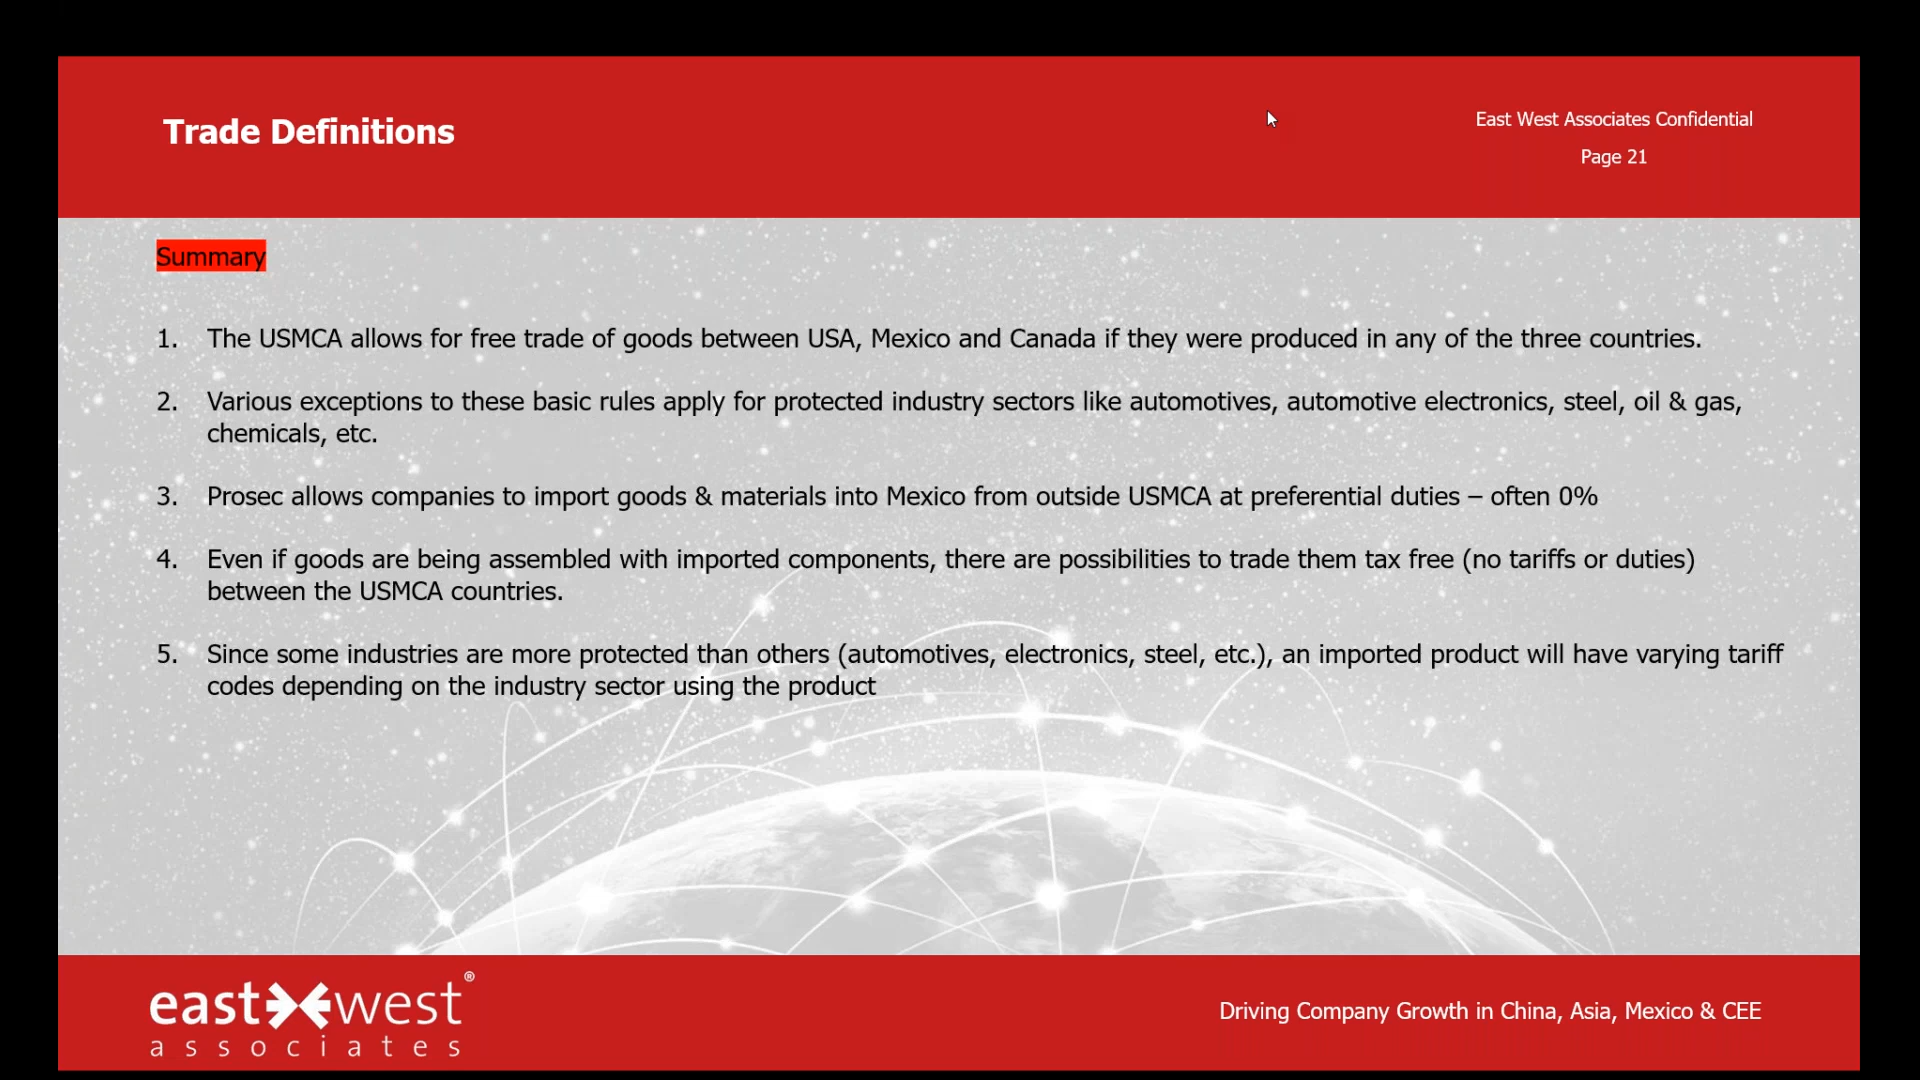 Trade Definitions
East West Associates Confidential
Page 21
Summary
1. The USMCA allows for free trade of goods between USA, Mexico and Canada if they were produced in any of the three countries.
2. Various exceptions to these basic rules apply for protected industry sectors like automotives, automotive electronics, steel, oil & gas,
chemicals, etc.
3. Prosec allows companies to import goods & materials into Mexico from outside USMCA at preferential duties – often 0%
4. Even if goods are being assembled with imported components, there are possibilities to trade them tax free (no tariffs or duties)
between the USMCA countries.
5. Since some industries are more protected than others (automotives, electronics, steel, etc.), an imported product will have varying tariff
codes depending on the industry sector using the product
east west®
associates
Driving Company Growth in China, Asia, Mexico & CEE